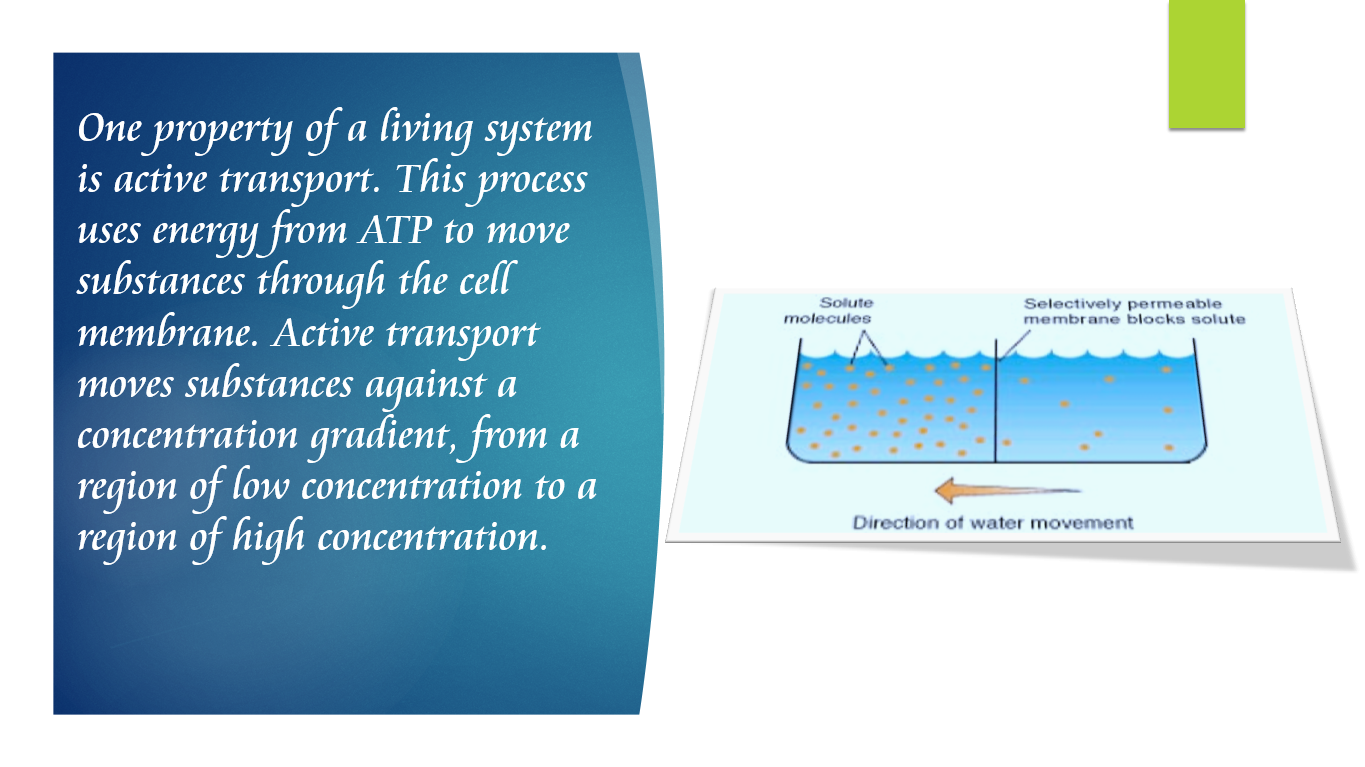 One property of a living system
is active transport. This process
uses energy from ATP to move
substances through the cell
membrane. Active transport
moves substances against a
concentration gradient, from a
region of low concentration to a
region of high concentration.
Solute
molecules
Selectively permeable
membrane blocks solute
Direction of water movement